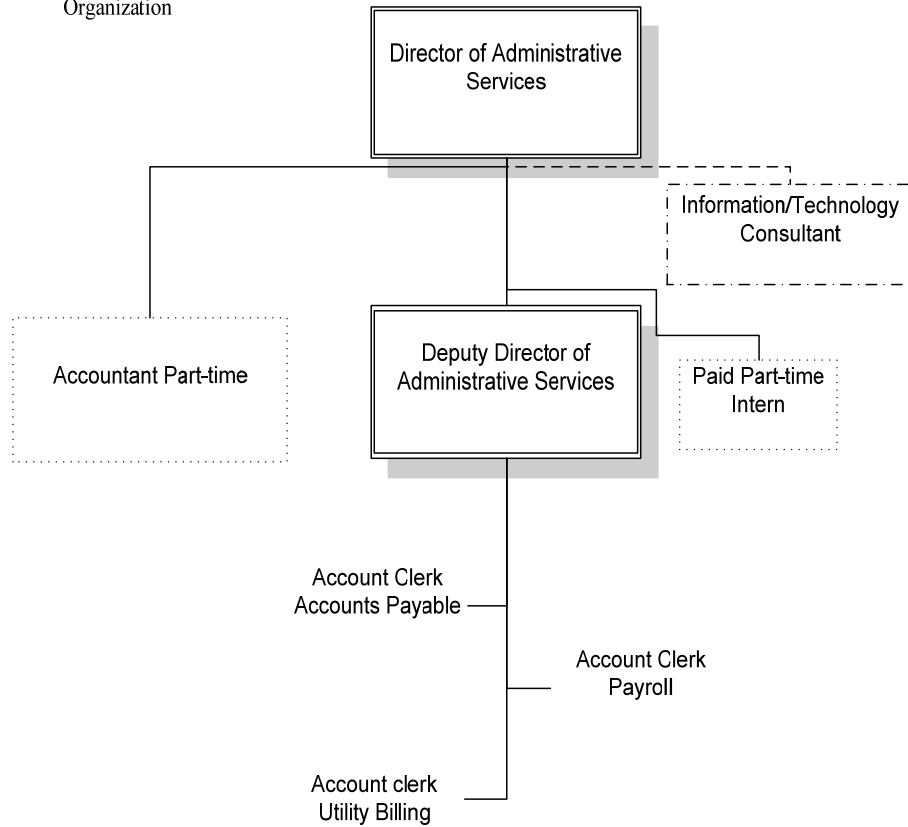 Organization
Director of Administrative
Services
Information/Technology
Consultant
Accountant Part-time
Deputy Director of
Administrative Services
Paid Part-time
Intern
Account Clerk
Accounts Payable
Account Clerk
Payroll
Account clerk
Utility Billing